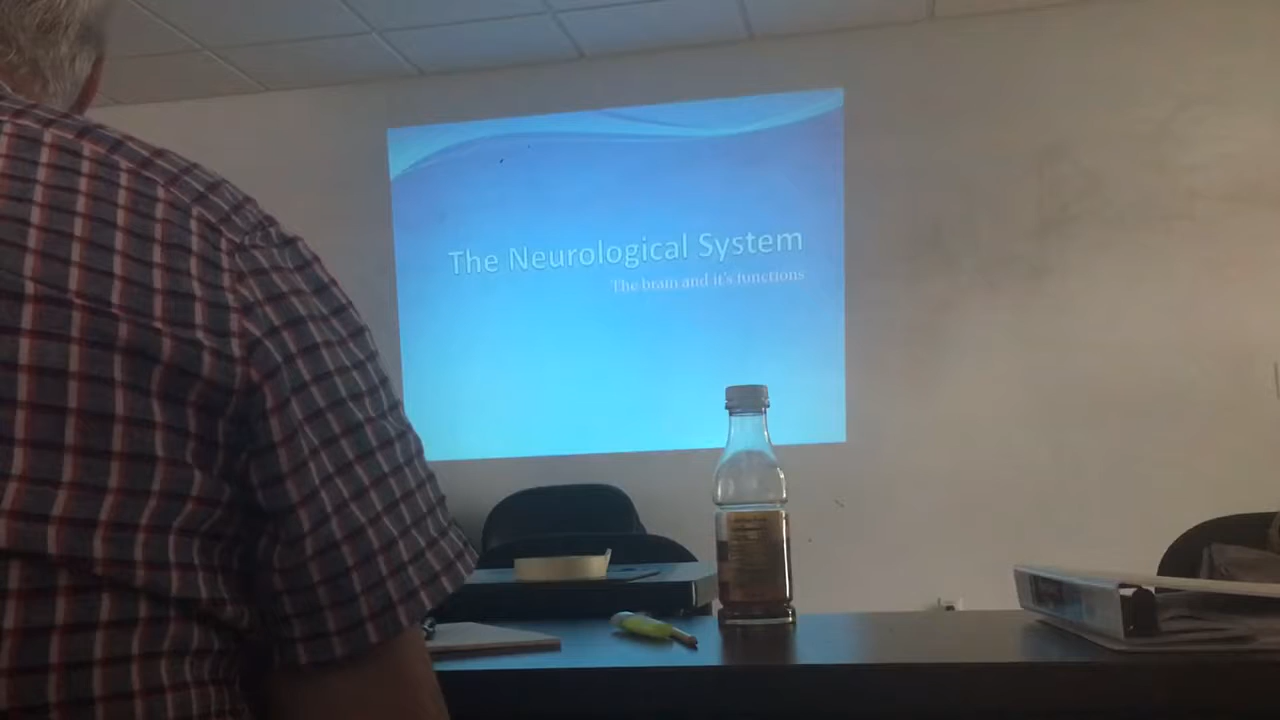 The Neurological System
The brain and it's functions